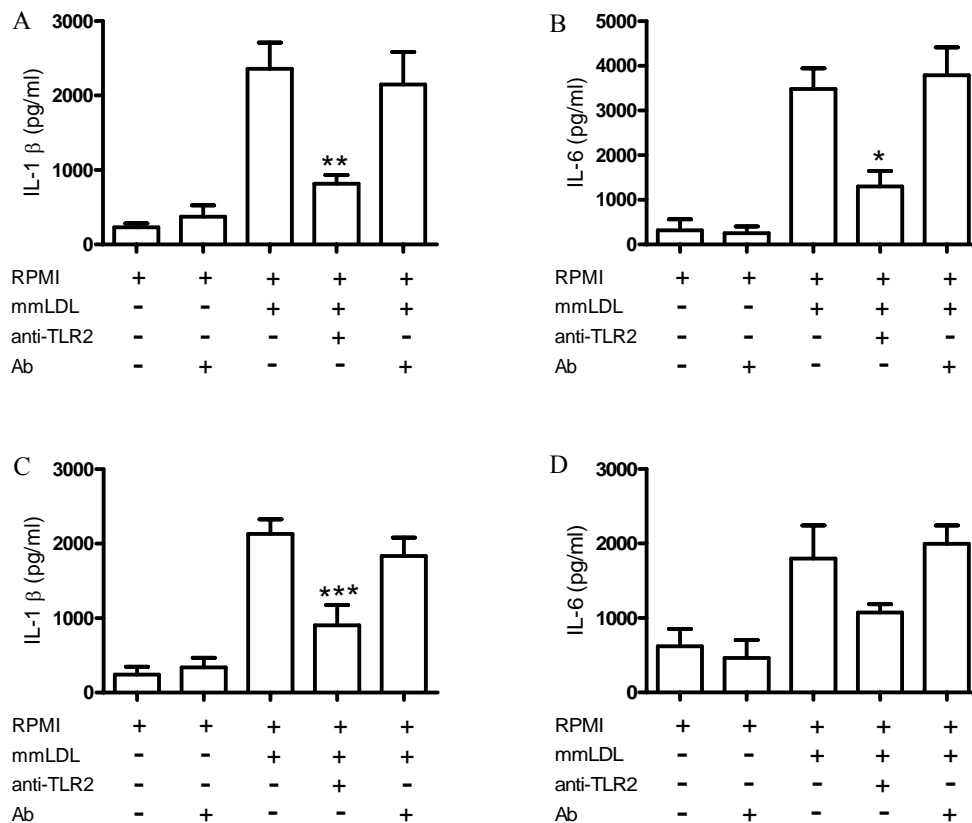 A
IL-1 β (pg/ml)
3000
2000
1000
0
**
RPMI + + + + +
mmLDL - - + + +
anti-TLR2 - - - + -
Ab - + - - +
B
IL-6 (pg/ml)
5000
4000
3000
2000
1000
0
*
RPMI + + + + +
mmLDL - - + + +
anti-TLR2 - - - + -
Ab - + - - +
C
IL-1 β (pg/ml)
3000
2000
1000
0
***
RPMI + + + + +
mmLDL - - + + +
anti-TLR2 - - - + -
Ab - + - - +
D
IL-6 (pg/ml)
3000
2000
1000
0
RPMI + + + + +
mmLDL - - + + +
anti-TLR2 - - - + -
Ab - + - - +